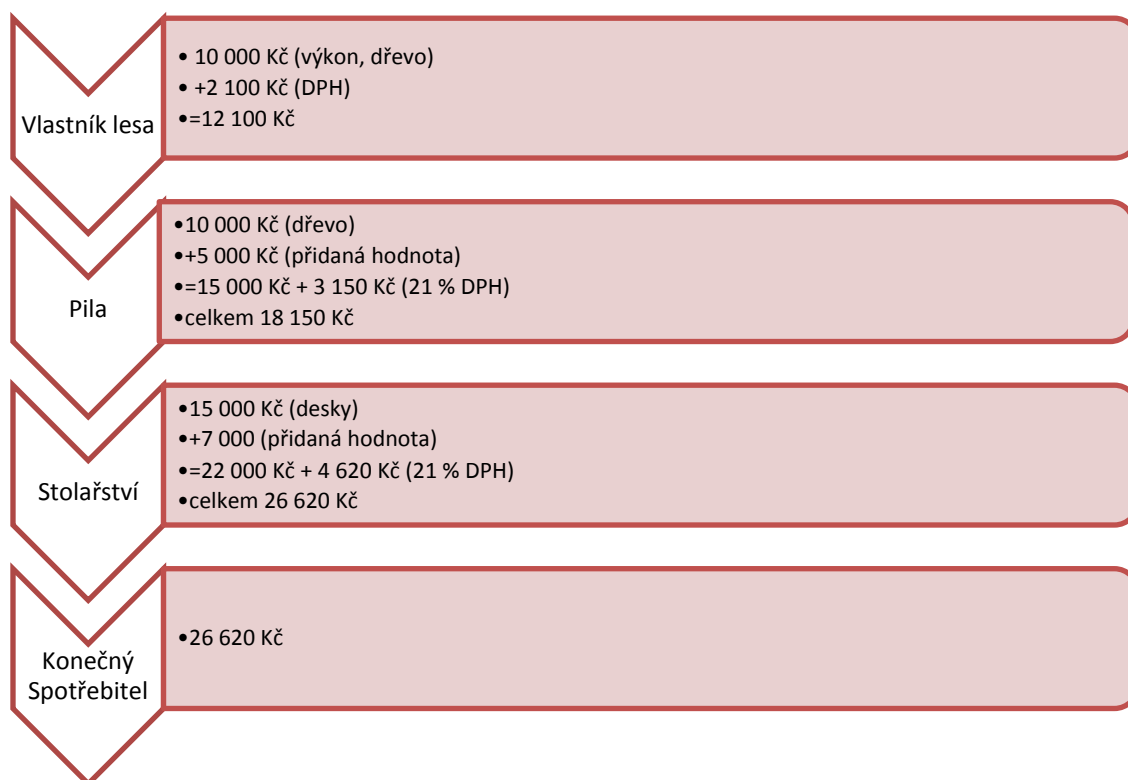 Vlastník lesa
• 10 000 Kč (výkon, dřevo)
• +2 100 Kč (DPH)
•=12 100 Kč
Pila
•10 000 Kč (dřevo)
•+5 000 Kč (přidaná hodnota)
•=15 000 Kč + 3 150 Kč (21 % DPH)
•celkem 18 150 Kč
Stolařství
•15 000 Kč (desky)
•+7 000 (přidaná hodnota)
•=22 000 Kč + 4 620 Kč (21 % DPH)
•celkem 26 620 Kč
Konečný
Spotřebitel
•26 620 Kč